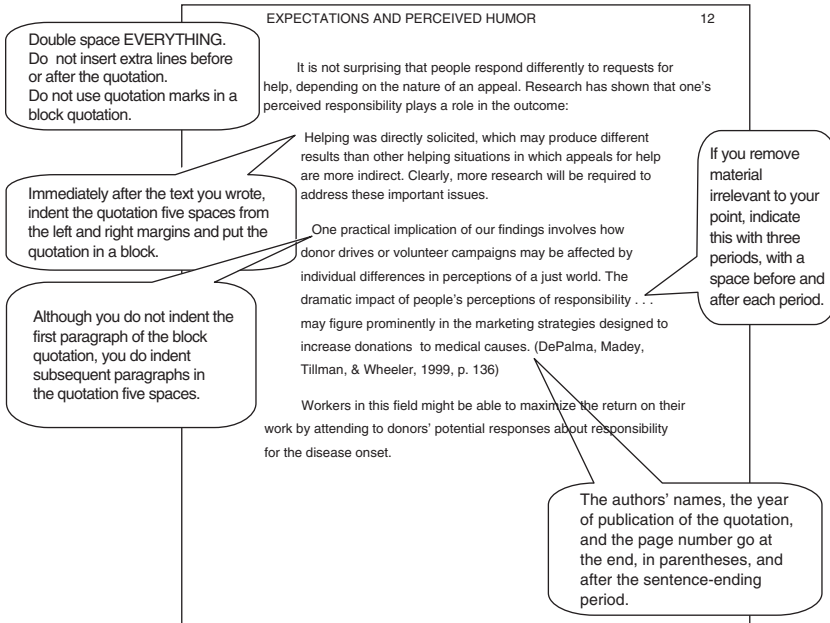 EXPECTATIONS AND PERCEIVED HUMOR 12
Double space EVERYTHING.
Do not insert extra lines before
or after the quotation.
Do not use quotation marks in a
block quotation.
It is not surprising that people respond differently to requests for
help, depending on the nature of an appeal. Research has shown that one’s
perceived responsibility plays a role in the outcome:
Helping was directly solicited, which may produce different
results than other helping situations in which appeals for help
are more indirect. Clearly, more research will be required to
address these important issues.
If you remove
material
irrelevant to your
point, indicate
this with three
periods, with a
space before and
after each period.
Immediately after the text you wrote,
indent the quotation five spaces from
the left and right margins and put the
quotation in a block.
One practical implication of our findings involves how
donor drives or volunteer campaigns may be affected by
individual differences in perceptions of a just world. The
dramatic impact of people’s perceptions of responsibility . . .
may figure prominently in the marketing strategies designed to
increase donations to medical causes. (DePalma, Madey,
Tillman, & Wheeler, 1999, p. 136)
Although you do not indent the
first paragraph of the block
quotation, you do indent
subsequent paragraphs in
the quotation five spaces.
Workers in this field might be able to maximize the return on their
work by attending to donors’ potential responses about responsibility
for the disease onset.
The authors’ names, the year
of publication of the quotation,
and the page number go at
the end, in parentheses, and
after the sentence-ending
period.